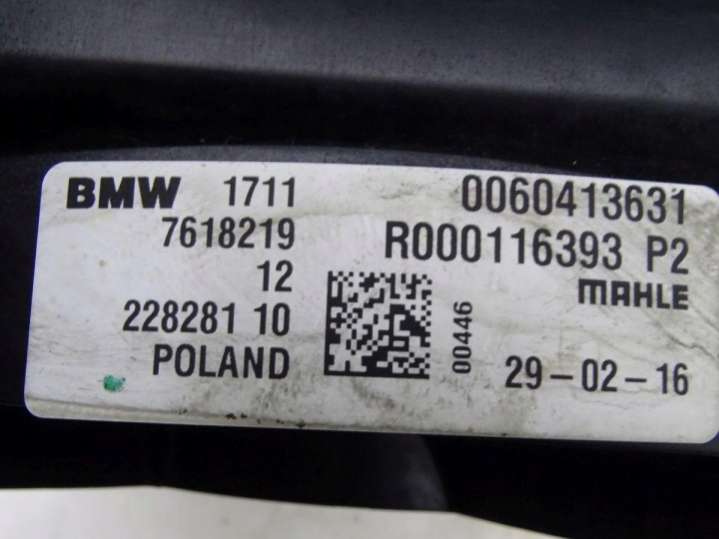 BMW 1711 0060413631
7618219 R000116393 P2
12 MAHLE
228281 10 00446
POLAND 29-02-16